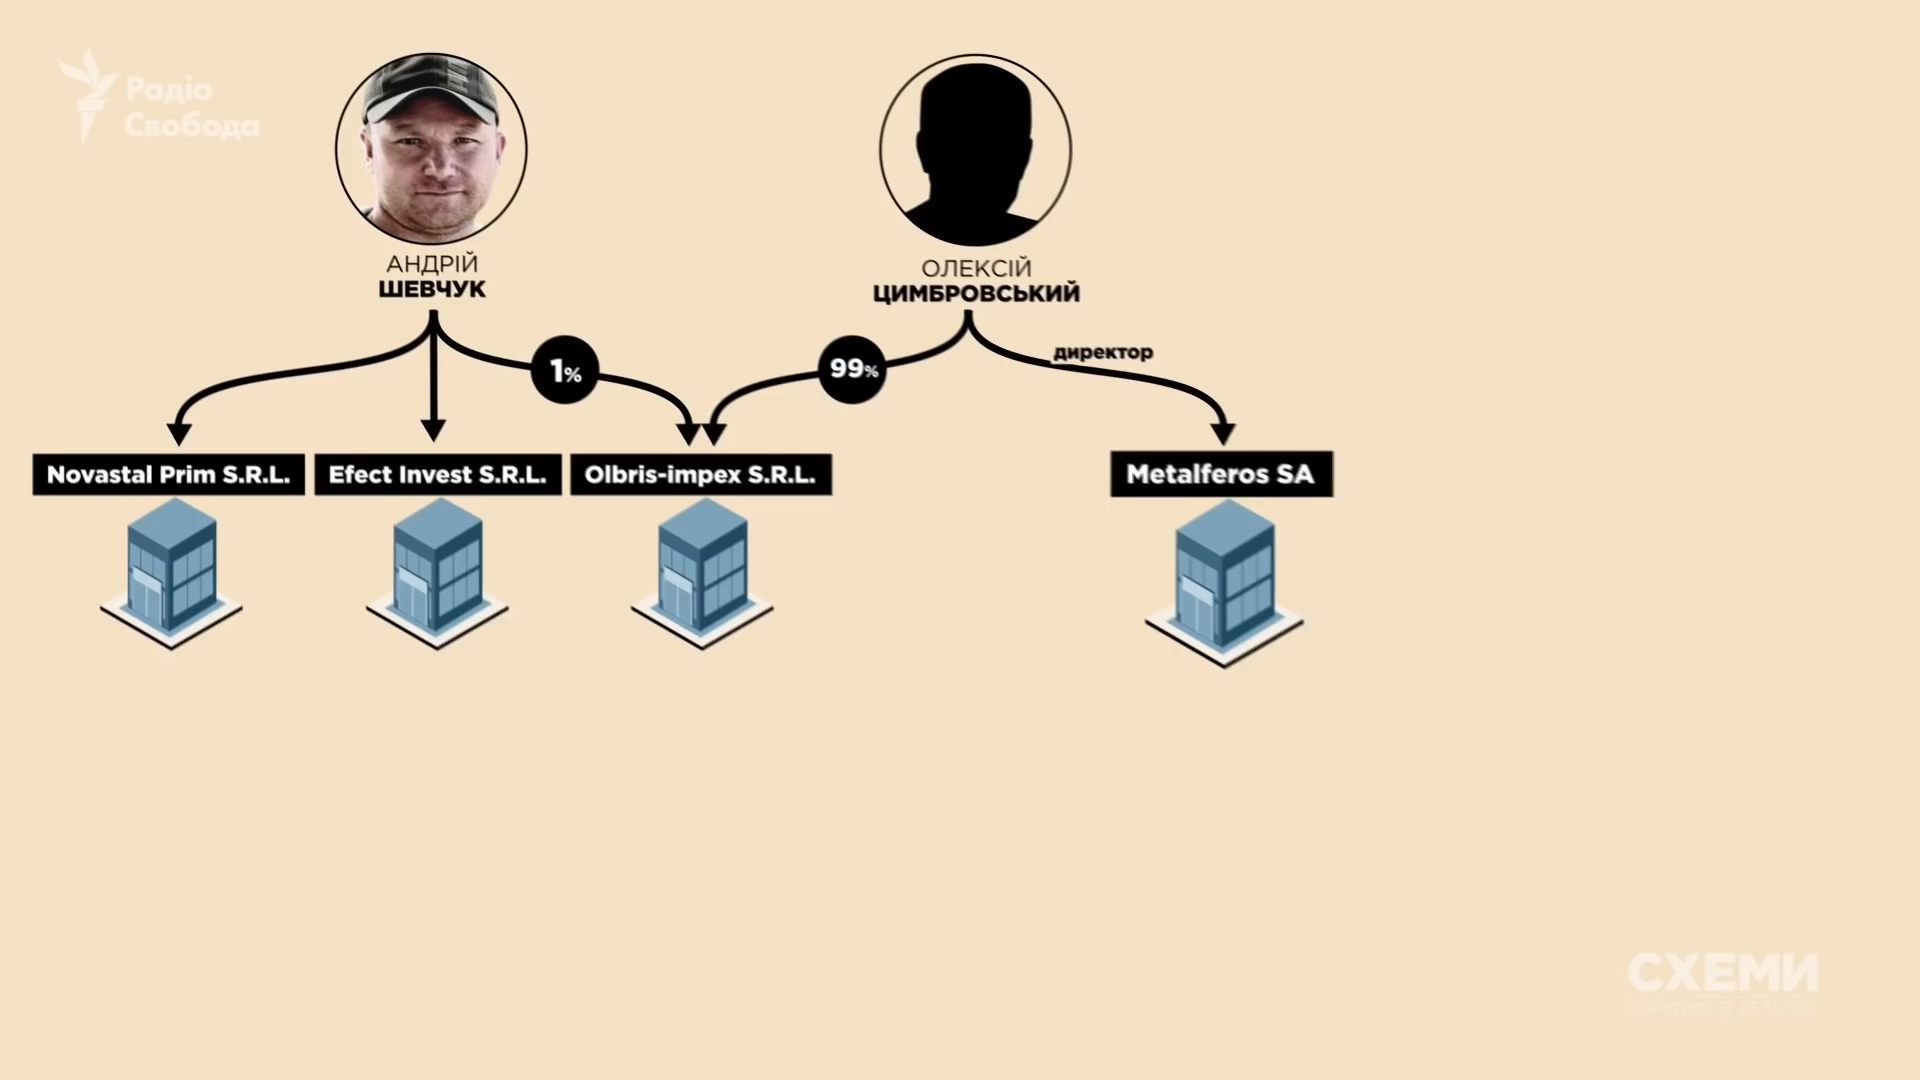 Радіо
Свобода
АНДРІЙ
ШЕВЧУК
ОЛЕКСІЙ
ЦИМБРОВСЬКИЙ
1%
99%
директор
Novastal Prim S.R.L.
Efect Invest S.R.L.
Olbris-impex S.R.L.
Metalferos SA
СХЕМИ